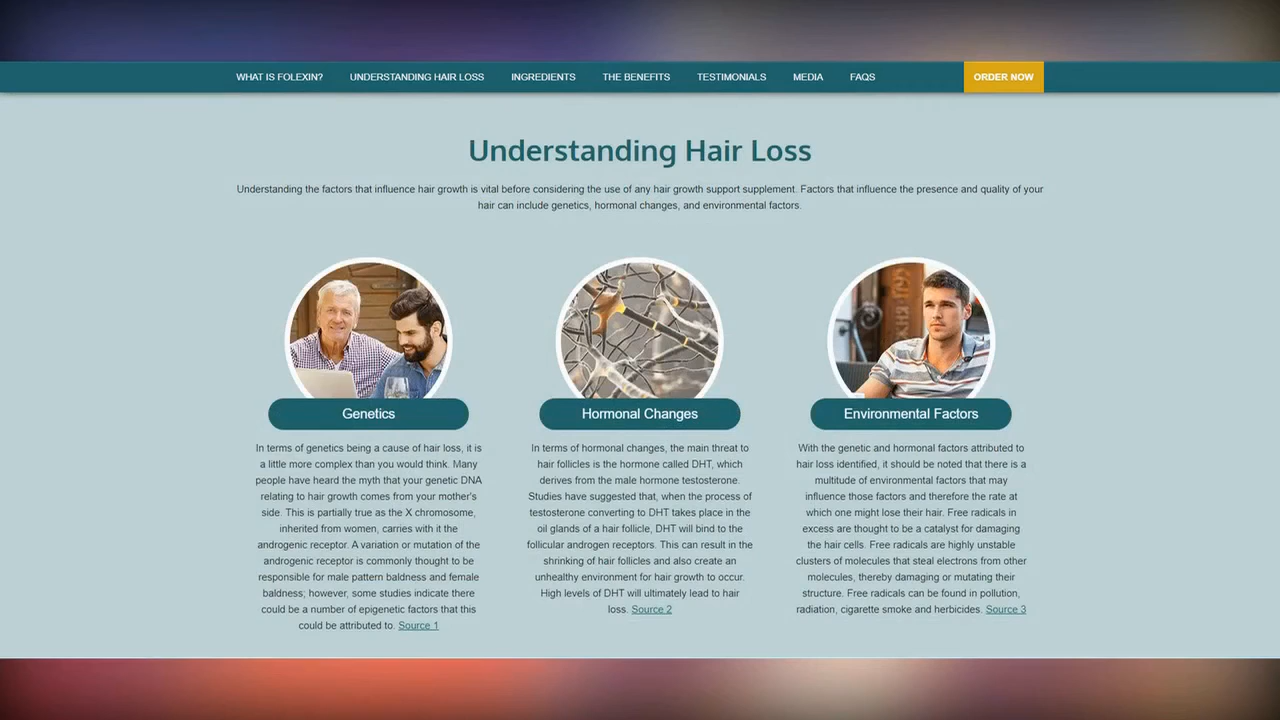 WHAT IS FOLEXIN? UNDERSTANDING HAIR LOSS INGREDIENTS THE BENEFITS TESTIMONIALS MEDIA FAQS ORDER NOW
Understanding Hair Loss
Understanding the factors that influence hair growth is vital before considering the use of any hair growth support supplement. Factors that influence the presence and quality of your
hair can include genetics, hormonal changes, and environmental factors.
Genetics
In terms of genetics being a cause of hair loss, it is
a little more complex than you would think. Many
people have heard the myth that your genetic DNA
relating to hair growth comes from your mother's
side. This is partially true as the X chromosome,
inherited from women, carries with it the
androgenic receptor. A variation or mutation of the
androgenic receptor is commonly thought to be
responsible for male pattern baldness and female
baldness; however, some studies indicate there
could be a number of epigenetic factors that this
could be attributed to. Source 1
Hormonal Changes
In terms of hormonal changes, the main threat to
hair follicles is the hormone called DHT, which
derives from the male hormone testosterone.
Studies have suggested that, when the process of
testosterone converting to DHT takes place in the
oil glands of a hair follicle, DHT will bind to the
follicular androgen receptors. This can result in the
shrinking of hair follicles and also create an
unhealthy environment for hair growth to occur.
High levels of DHT will ultimately lead to hair
loss. Source 2
Environmental Factors
With the genetic and hormonal factors attributed to
hair loss identified, it should be noted that there is a
multitude of environmental factors that may
influence those factors and therefore the rate at
which one might lose their hair. Free radicals in
excess are thought to be a catalyst for damaging
the hair cells. Free radicals are highly unstable
clusters of molecules that steal electrons from other
molecules, thereby damaging or mutating their
structure. Free radicals can be found in pollution,
radiation, cigarette smoke and herbicides. Source 3